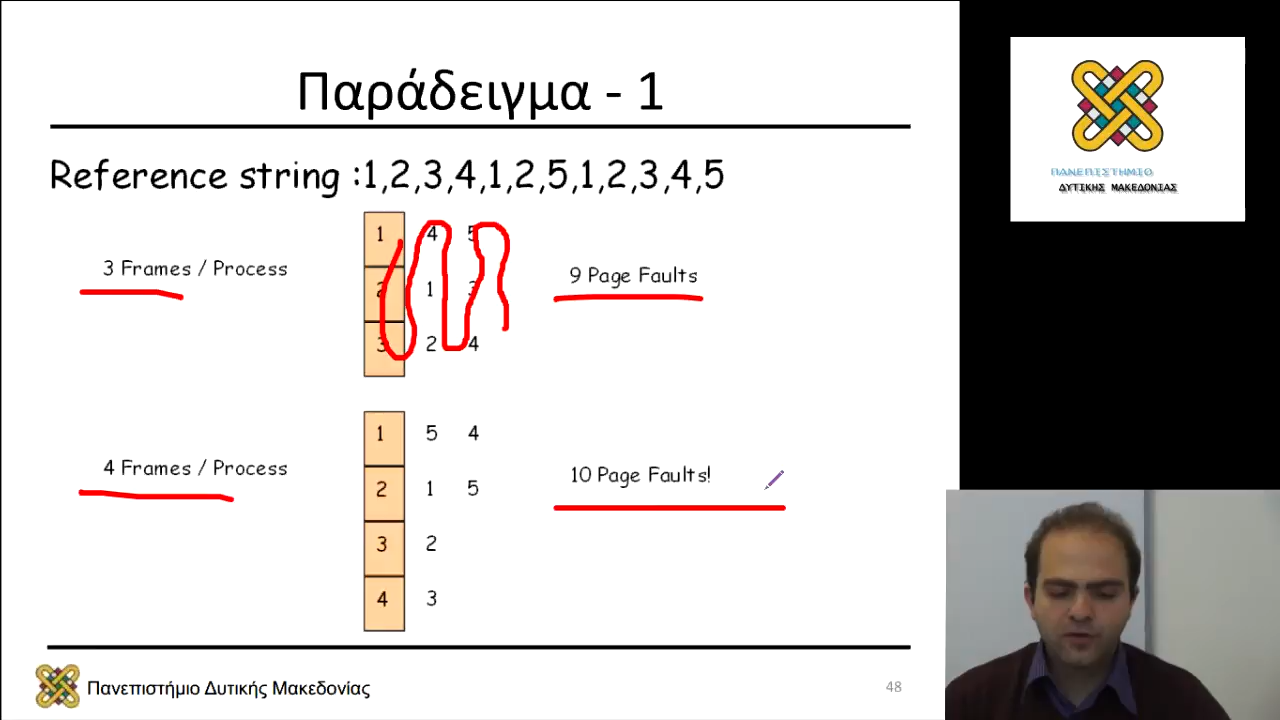 Παράδειγμα - 1
Reference string :1,2,3,4,1,2,5,1,2,3,4,5
1 4 5
3 Frames / Process
2 1 3
9 Page Faults
3 2 4
1 5 4
4 Frames / Process
10 Page Faults!
2 1 5
3 2
4 3
Πανεπιστήμιο Δυτικής Μακεδονίας
48
ΠΑΝΕΠΙΣΤΗΜΙΟ
ΔΥΤΙΚΗΣ ΜΑΚΕΔΟΝΙΑΣ